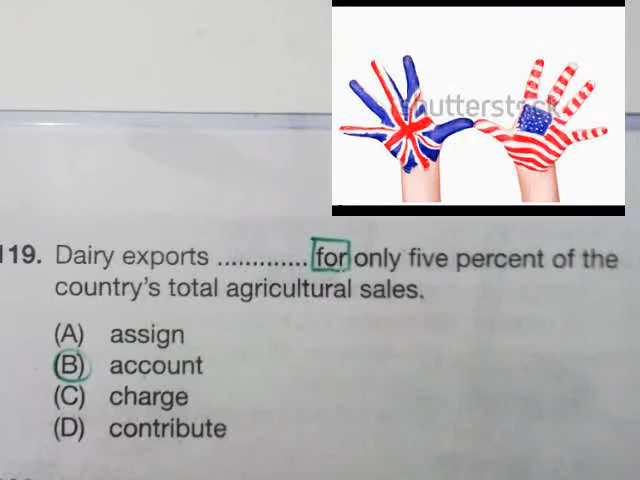 shutterstock
119. Dairy exports ............. for only five percent of the
country's total agricultural sales.
(A) assign
(B) account
(C) charge
(D) contribute